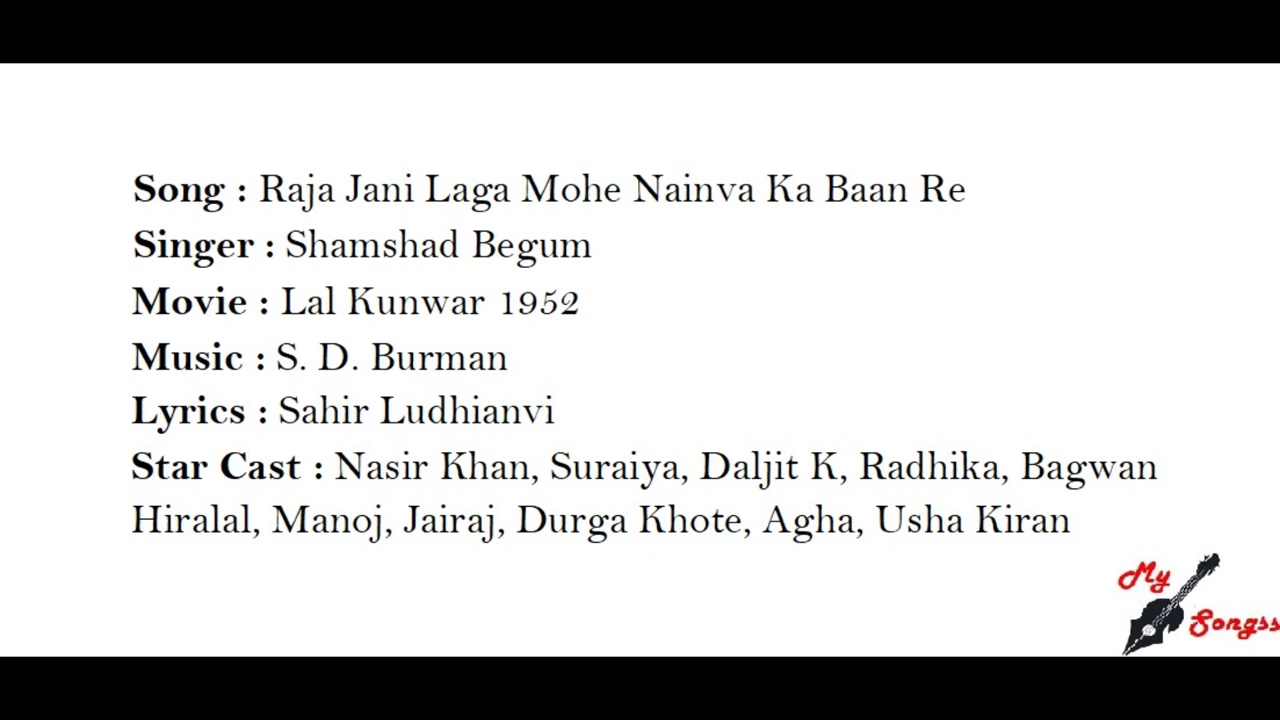 Song : Raja Jani Laga Mohe Nainva Ka Baan Re
Singer : Shamshad Begum
Movie : Lal Kunwar 1952
Music : S. D. Burman
Lyrics : Sahir Ludhianvi
Star Cast : Nasir Khan, Suraiya, Daljit K, Radhika, Bagwan
Hiralal, Manoj, Jairaj, Durga Khote, Agha, Usha Kiran
My
Songss